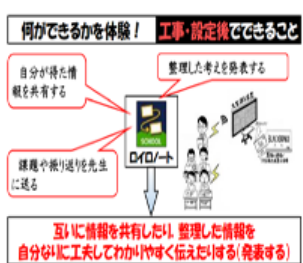 何ができるかを体験！
工事・設定後でできること
自分が得た情
報を共有する
整理した考えを発表する
SCHOOL
ロイロノート
課題や振り返りを先生
に送る
互いに情報を共有したり、整理した情報を
自分なりに工夫してわかりやすく伝えたりする(発表する)